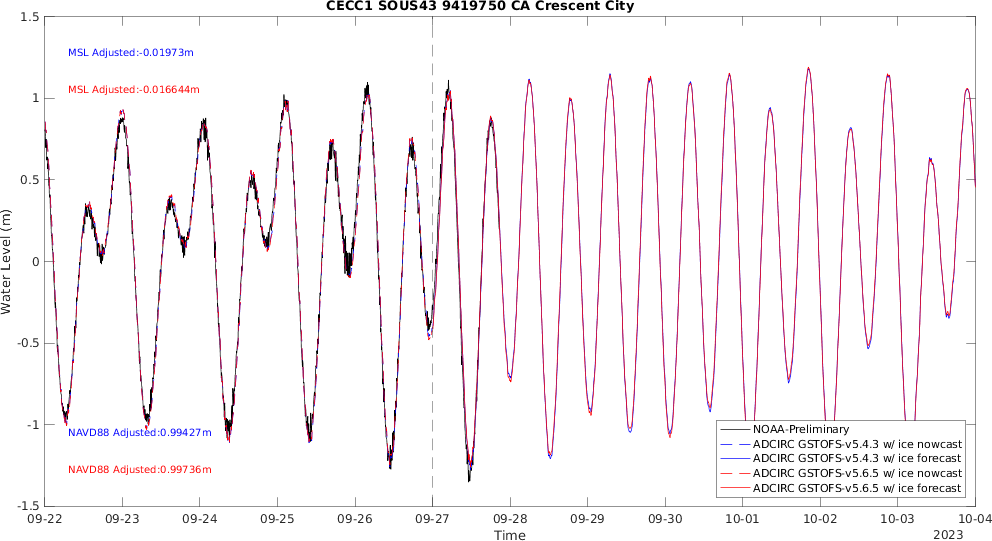 CECC1 SOUS43 9419750 CA Crescent City
MSL Adjusted:-0.01973m
MSL Adjusted:-0.016644m
NAVD88 Adjusted:0.99427m
NAVD88 Adjusted:0.99736m
Water Level (m)
1.5
1
0.5
0
-0.5
-1
-1.5
NOAA-Preliminary
ADCIRC GSTOFS-v5.4.3 w/ ice nowcast
ADCIRC GSTOFS-v5.4.3 w/ ice forecast
ADCIRC GSTOFS-v5.6.5 w/ ice nowcast
ADCIRC GSTOFS-v5.6.5 w/ ice forecast
09-22 09-23 09-24 09-25 09-26 09-27 09-28 09-29 09-30 10-01 10-02 10-03 10-04
Time
2023